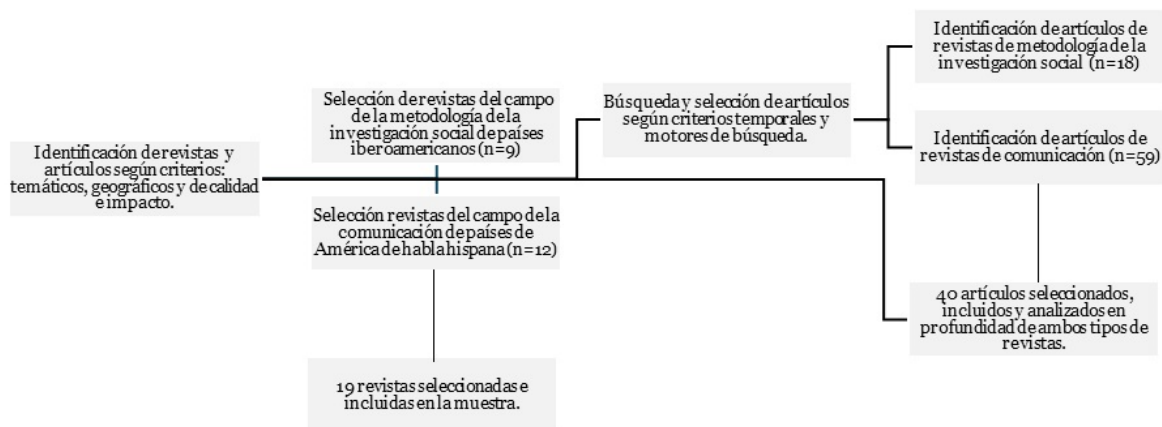 Identificación de revistas y
artículos según criterios:
temáticos, geográficos y de calidad
e impacto.
Selección de revistas del campo
de la metodología de la
investigación social de países
iberoamericanos (n=9)
Selección revistas del campo de la
comunicación de países de
América de habla hispana (n=12)
19 revistas seleccionadas e
incluidas en la muestra.
Búsqueda y selección de artículos
según criterios temporales y
motores de búsqueda.
Identificación de artículos de
revistas de metodología de la
investigación social (n=18)
Identificación de artículos de
revistas de comunicación (n=59)
40 artículos seleccionados,
incluidos y analizados en
profundidad de ambos tipos de
revistas.